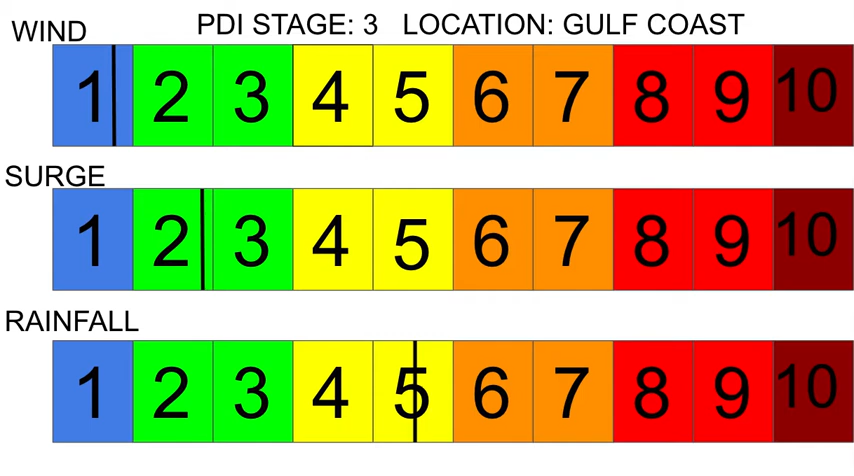 PDI STAGE: 3 LOCATION: GULF COAST
WIND
1 2 3 4 5 6 7 8 9 10
SURGE
1 2 3 4 5 6 7 8 9 10
RAINFALL
1 2 3 4 5 6 7 8 9 10